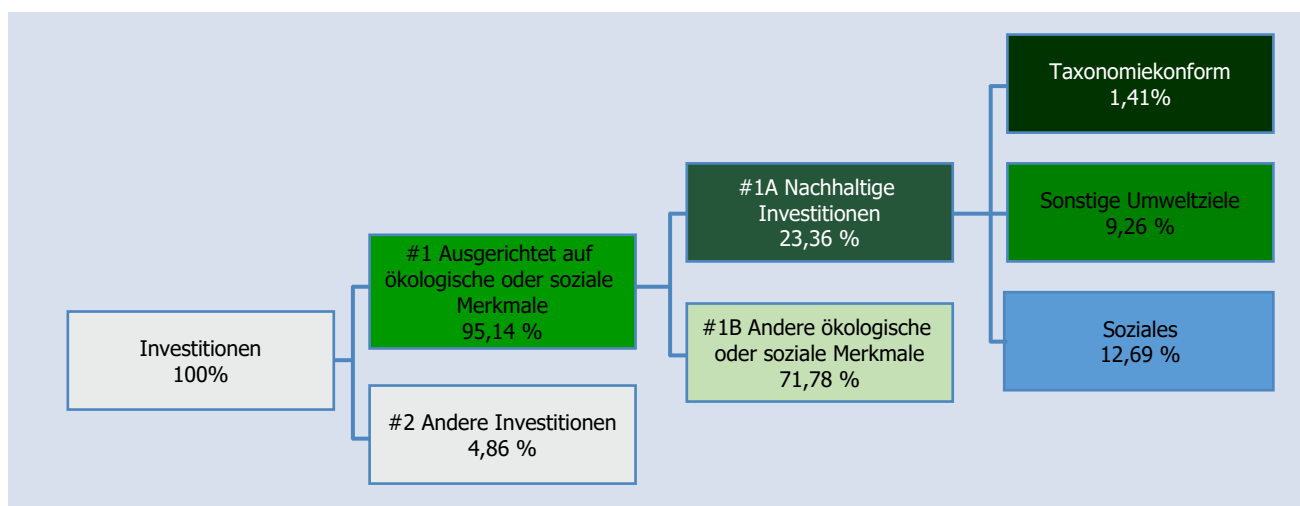 Investitionen
100%
#1 Ausgerichtet auf
ökologische oder soziale
Merkmale
95,14 %
#2 Andere Investitionen
4,86 %
#1A Nachhaltige
Investitionen
23,36 %
#1B Andere ökologische
oder soziale Merkmale
71,78 %
Taxonomiekonform
1,41%
Sonstige Umweltziele
9,26 %
Soziales
12,69 %